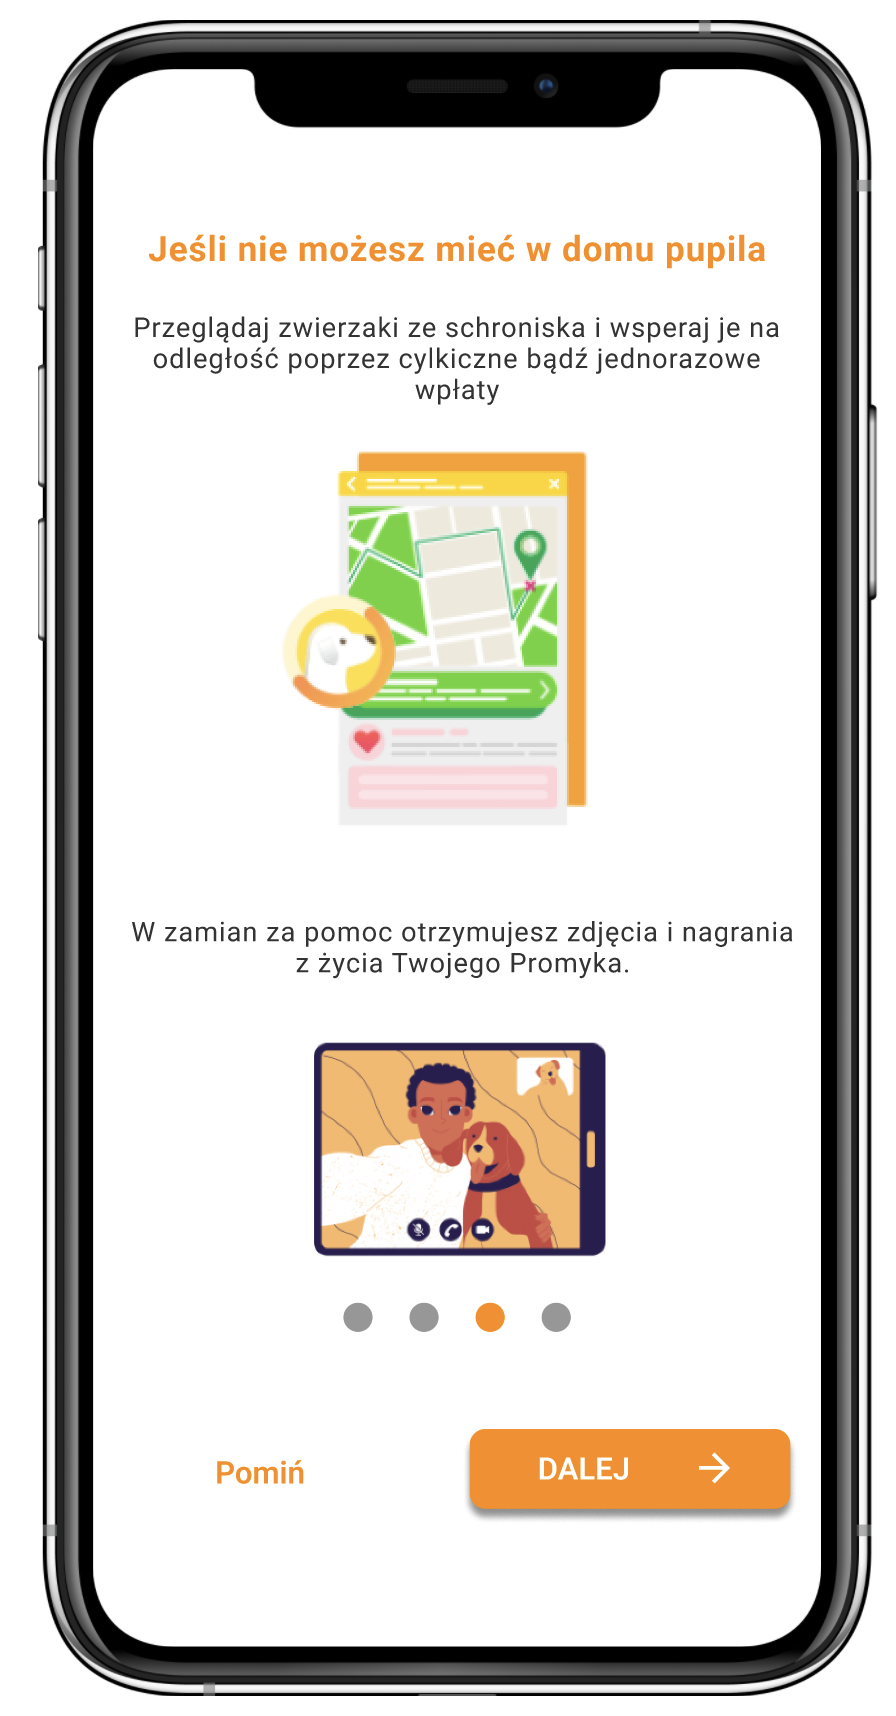 Jeśli nie możesz mieć w domu pupila
Przeglądaj zwierzaki ze schroniska i wsperaj je na
odległość poprzez cylkiczne bądź jednorazowe
wpłaty
W zamian za pomoc otrzymujesz zdjęcia i nagrania
z życia Twojego Promyka.
Pomiń
DALEJ